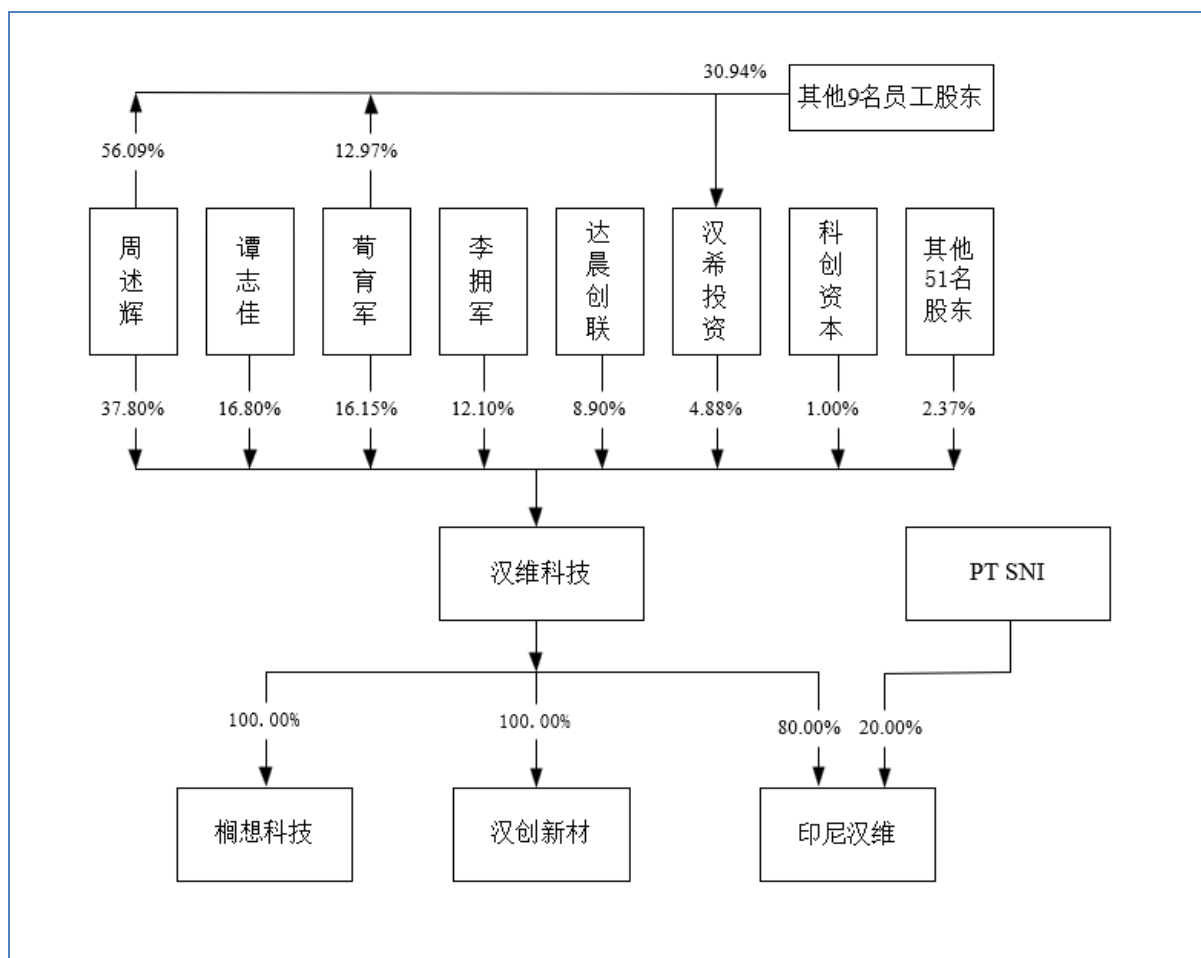 30.94%
其他9名员工股东
56.09%
12.97%
周述辉
谭志佳
荀育军
李拥军
达晨创联
汉希投资
科创资本
其他
51名
股东
37.80%
16.80%
16.15%
12.10%
8.90%
4.88%
1.00%
2.37%
汉维科技
PT SNI
100.00%
100.00%
80.00%
20.00%
榈想科技
汉创新材
印尼汉维